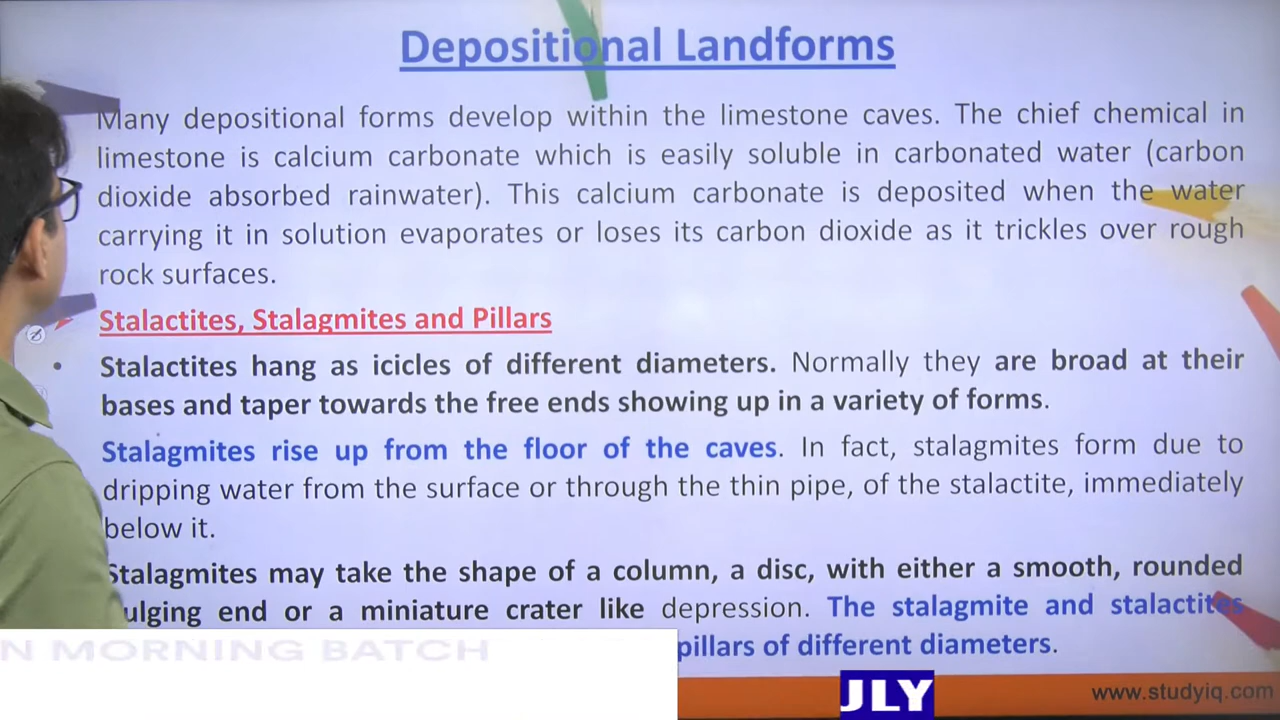 Depositional Landforms
Many depositional forms develop within the limestone caves. The chief chemical in
limestone is calcium carbonate which is easily soluble in carbonated water (carbon
dioxide absorbed rainwater). This calcium carbonate is deposited when the water
carrying it in solution evaporates or loses its carbon dioxide as it trickles over rough
rock surfaces.
Stalactites, Stalagmites and Pillars
• Stalactites hang as icicles of different diameters. Normally they are broad at their
bases and taper towards the free ends showing up in a variety of forms.
Stalagmites rise up from the floor of the caves. In fact, stalagmites form due to
dripping water from the surface or through the thin pipe, of the stalactite, immediately
below it.
Stalagmites may take the shape of a column, a disc, with either a smooth, rounded
bulging end or a miniature crater like depression. The stalagmite and stalactites
pillars of different diameters.
N MORNING BATCH
JLY
www.studyiq.com